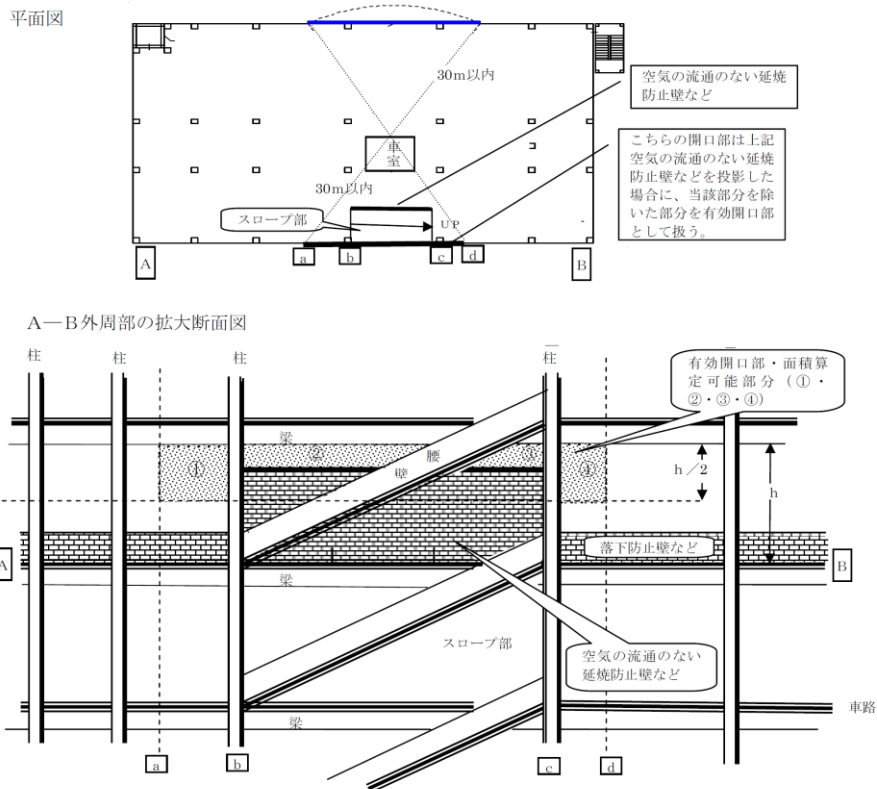 平面図
30m以内
空気の流通のない延焼
防止壁など
車
室
こちらの開口部は上記
空気の流通のない延焼
防止壁などを投影した
場合に、当該部分を除
いた部分を有効開口部
として扱う。
30m以内
スロープ部
UP
A
a
b
c
d
B
A―B外周部の拡大断面図
柱
柱
柱
柱
有効開口部・面積算
定可能部分（①・
②・③・④）
梁
①
②
腰
壁
③
④
h／2
h
落下防止壁など
A
B
梁
スロープ部
空気の流通のない
延焼防止壁など
車路
梁
a
b
c
d